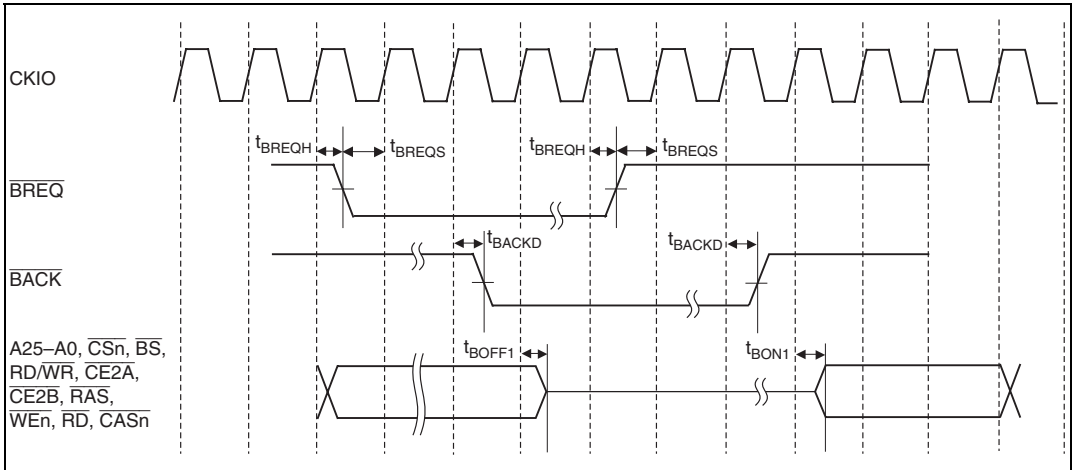 CKIO
tBREQH tBREQS tBREQH tBREQS
BREQ
tBACKD tBACKD
BACK
A25–A0, CSn, BS,
RD/WR, CE2A,
CE2B, RAS,
WEn, RD, CASn
tBOFF1 tBON1